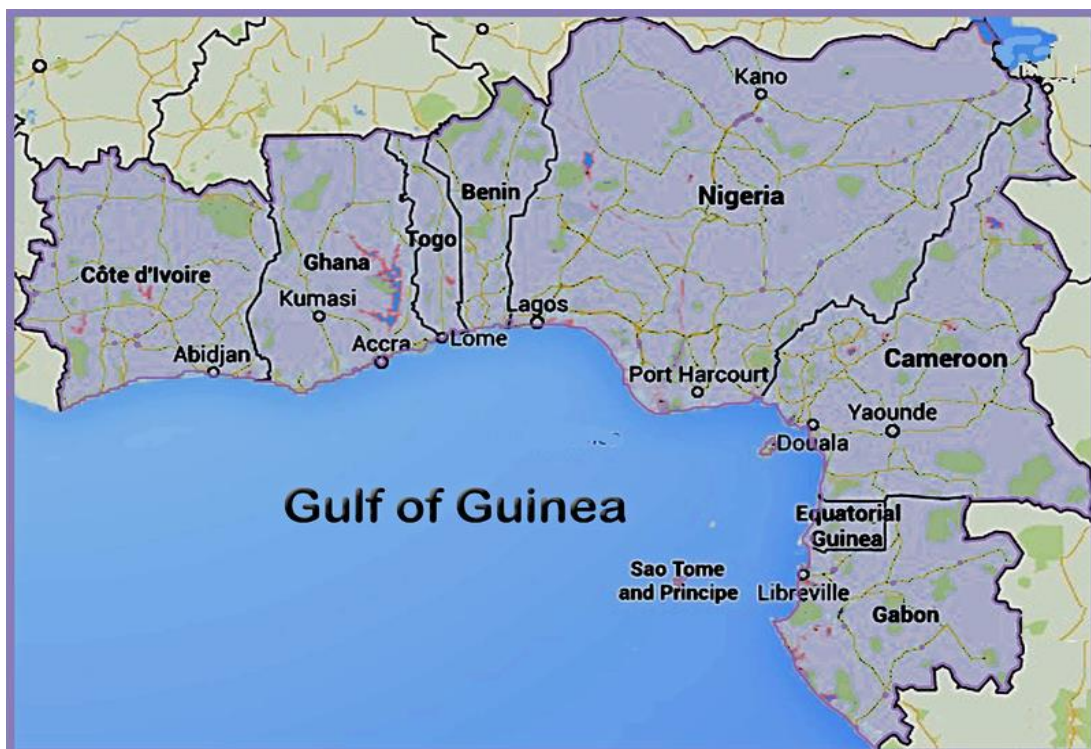 Kano
Benin
Nigeria
Togo
Ghana
Côte d'Ivoire
Kumasi
Lagos
Accra
Lome
Abidjan
Cameroon
Port Harcourt
Yaounde
Douala
Gulf of Guinea
Equatorial
Guinea
Sao Tome
and Principe
Libreville
Gabon